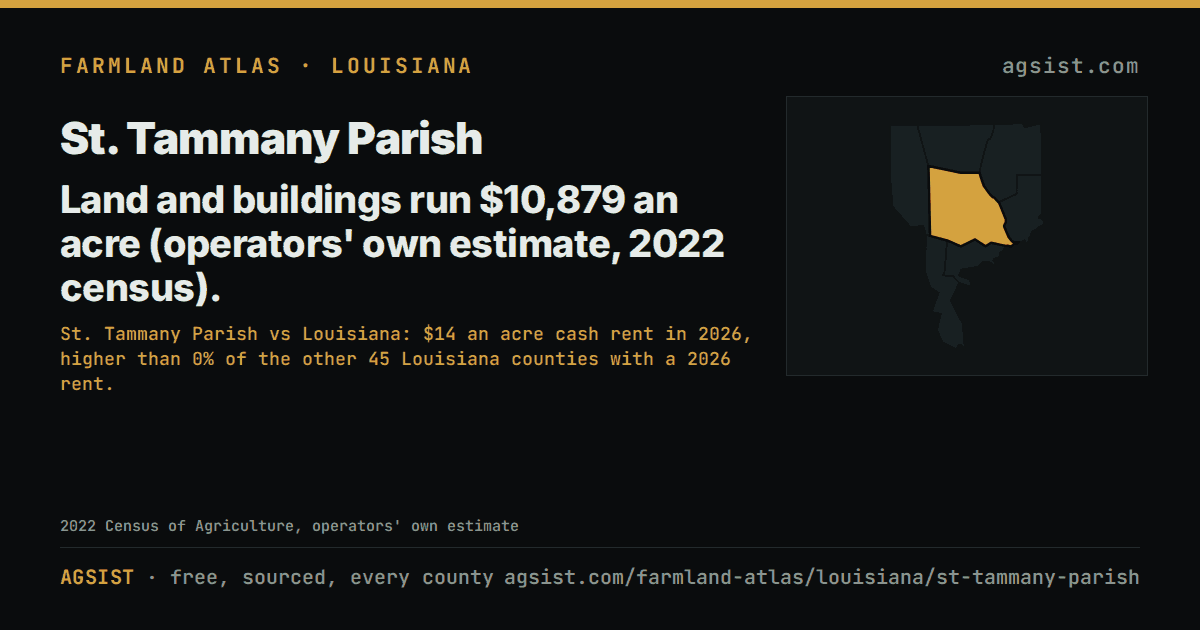 FARMLAND ATLAS · LOUISIANA
agsist.com
St. Tammany Parish
Land and buildings run $10,879 an
acre (operators' own estimate, 2022
census).
St. Tammany Parish vs Louisiana: $14 an acre cash rent in 2026,
higher than 0% of the other 45 Louisiana counties with a 2026
rent.
2022 Census of Agriculture, operators' own estimate
AGSIST · free, sourced, every county agsist.com/farmland-atlas/louisiana/st-tammany-parish